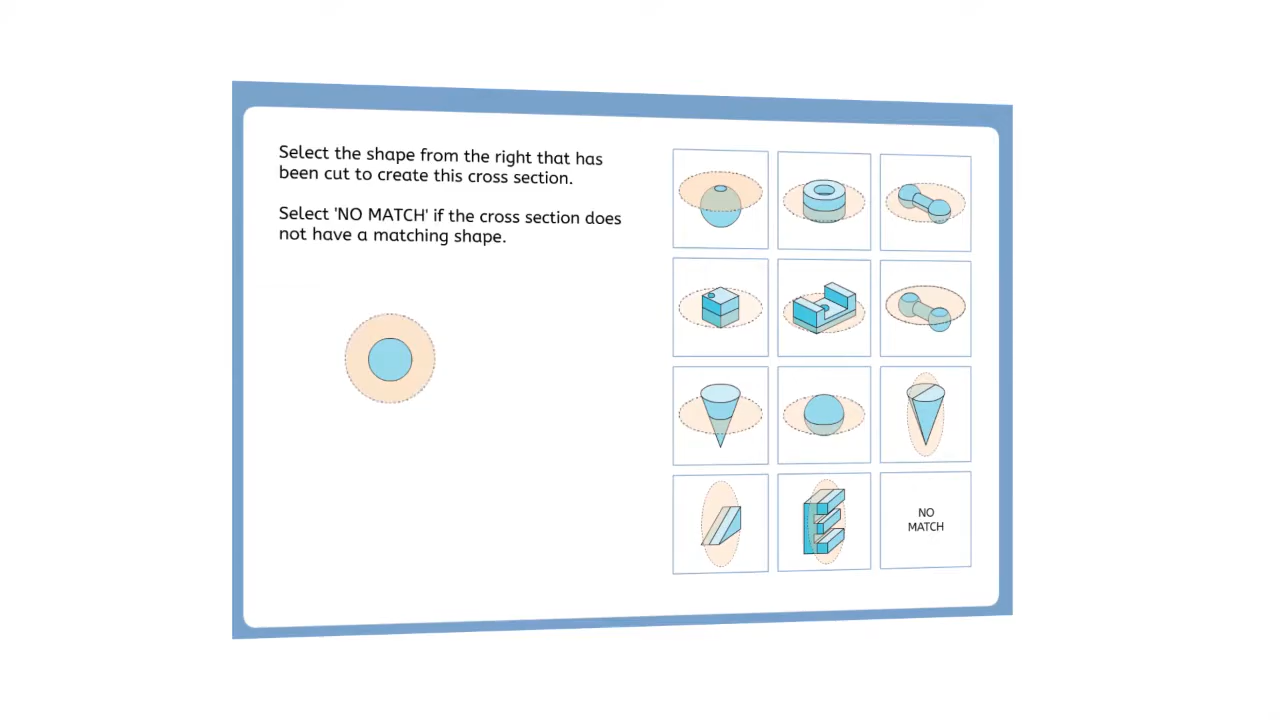 Select the shape from the right that has
been cut to create this cross section.
Select 'NO MATCH' if the cross section does
not have a matching shape.
NO
MATCH